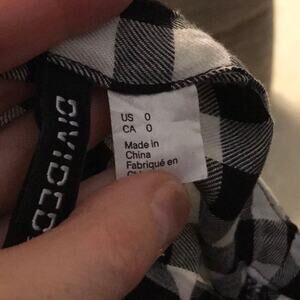 DIVIDED
US 0
CA 0
Made in
China
Fabriqué en